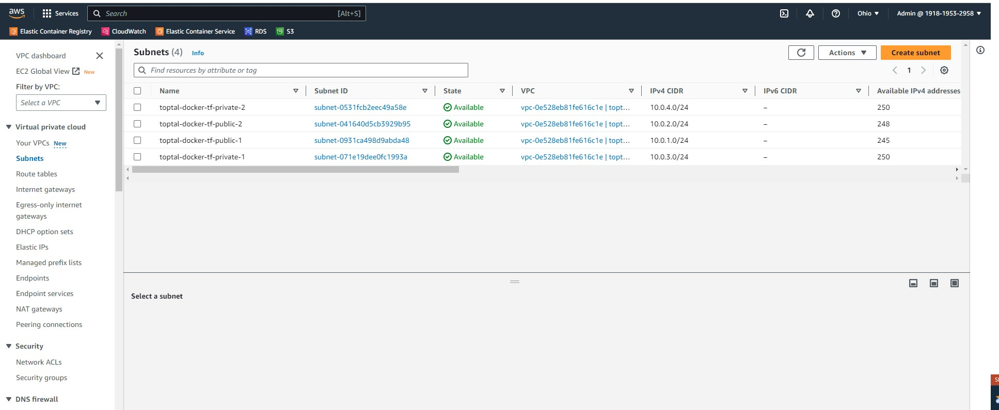 aws Services Search [Alt+S] Ohio Admin @ 1918-1953-2958
Elastic Container Registry CloudWatch Elastic Container Service RDS S3
VPC dashboard
EC2 Global View New
Filter by VPC:
Select a VPC
Virtual private cloud
Your VPCs New
Subnets
Route tables
Internet gateways
Egress-only internet
gateways
DHCP option sets
Elastic IPs
Managed prefix lists
Endpoints
Endpoint services
NAT gateways
Peering connections
Security
Network ACLs
Security groups
DNS firewall
Subnets (4) Info Actions Create subnet
Find resources by attribute or tag 1
Name Subnet ID State VPC IPv4 CIDR IPv6 CIDR Available IPv4 addresses
toptal-docker-tf-private-2 subnet-0531fcb2eec49a58e Available vpc-0e528eb81fe616c1e | topt... 10.0.4.0/24 – 250
toptal-docker-tf-public-2 subnet-041640d5cb3929b95 Available vpc-0e528eb81fe616c1e | topt... 10.0.2.0/24 – 248
toptal-docker-tf-public-1 subnet-0931ca498d9abda48 Available vpc-0e528eb81fe616c1e | topt... 10.0.1.0/24 – 245
toptal-docker-tf-private-1 subnet-071e19dee0fc1993a Available vpc-0e528eb81fe616c1e | topt... 10.0.3.0/24 – 250
Select a subnet